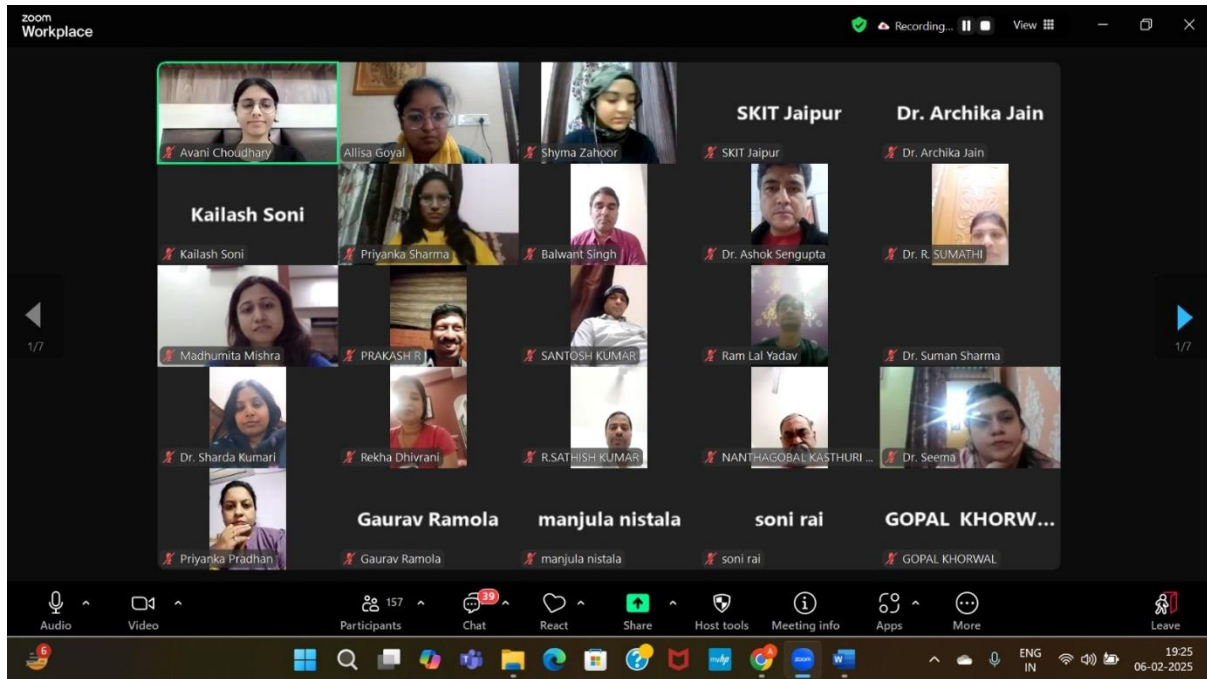 zoom
Workplace
Recording...
View
SKIT Jaipur
Dr. Archika Jain
Avani Choudhary
Allisa Goyal
Shyma Zahoor
SKIT Jaipur
Dr. Archika Jain
Kailash Soni
Kailash Soni
Priyanka Sharma
Balwant Singh
Dr. Ashok Sengupta
Dr. R. SUMATHI
1/7
1/7
Madhumita Mishra
PRAKASH R
SANTOSH KUMAR
Ram Lal Yadav
Dr. Suman Sharma
Dr. Sharda Kumari
Rekha Dhivrani
R.SATHISH KUMAR
NANTHAGOBAL KASTHURI ...
Dr. Seema
Gaurav Ramola
manjula nistala
soni rai
GOPAL KHORW...
Priyanka Pradhan
Gaurav Ramola
manjula nistala
soni rai
GOPAL KHORWAL
157
39
Audio
Video
Participants
Chat
React
Share
Host tools
Meeting info
Apps
More
Leave
6
myhp
zoom
ENG
IN
19:25
06-02-2025